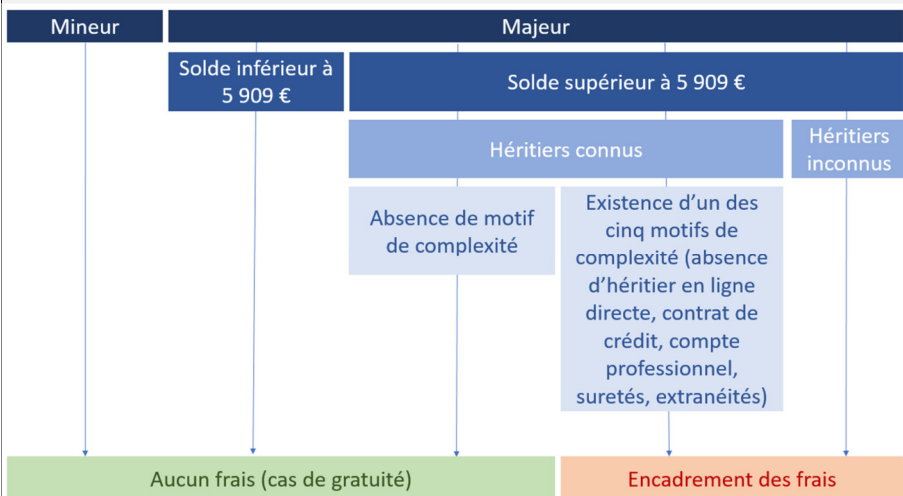 Mineur
Majeur
Solde inférieur à
5 909 €
Solde supérieur à 5 909 €
Héritiers connus
Héritiers
inconnus
Absence de motif
de complexité
Existence d’un des
cinq motifs de
complexité (absence
d’héritier en ligne
directe, contrat de
crédit, compte
professionnel,
suretés, extranéités)
Aucun frais (cas de gratuité)
Encadrement des frais